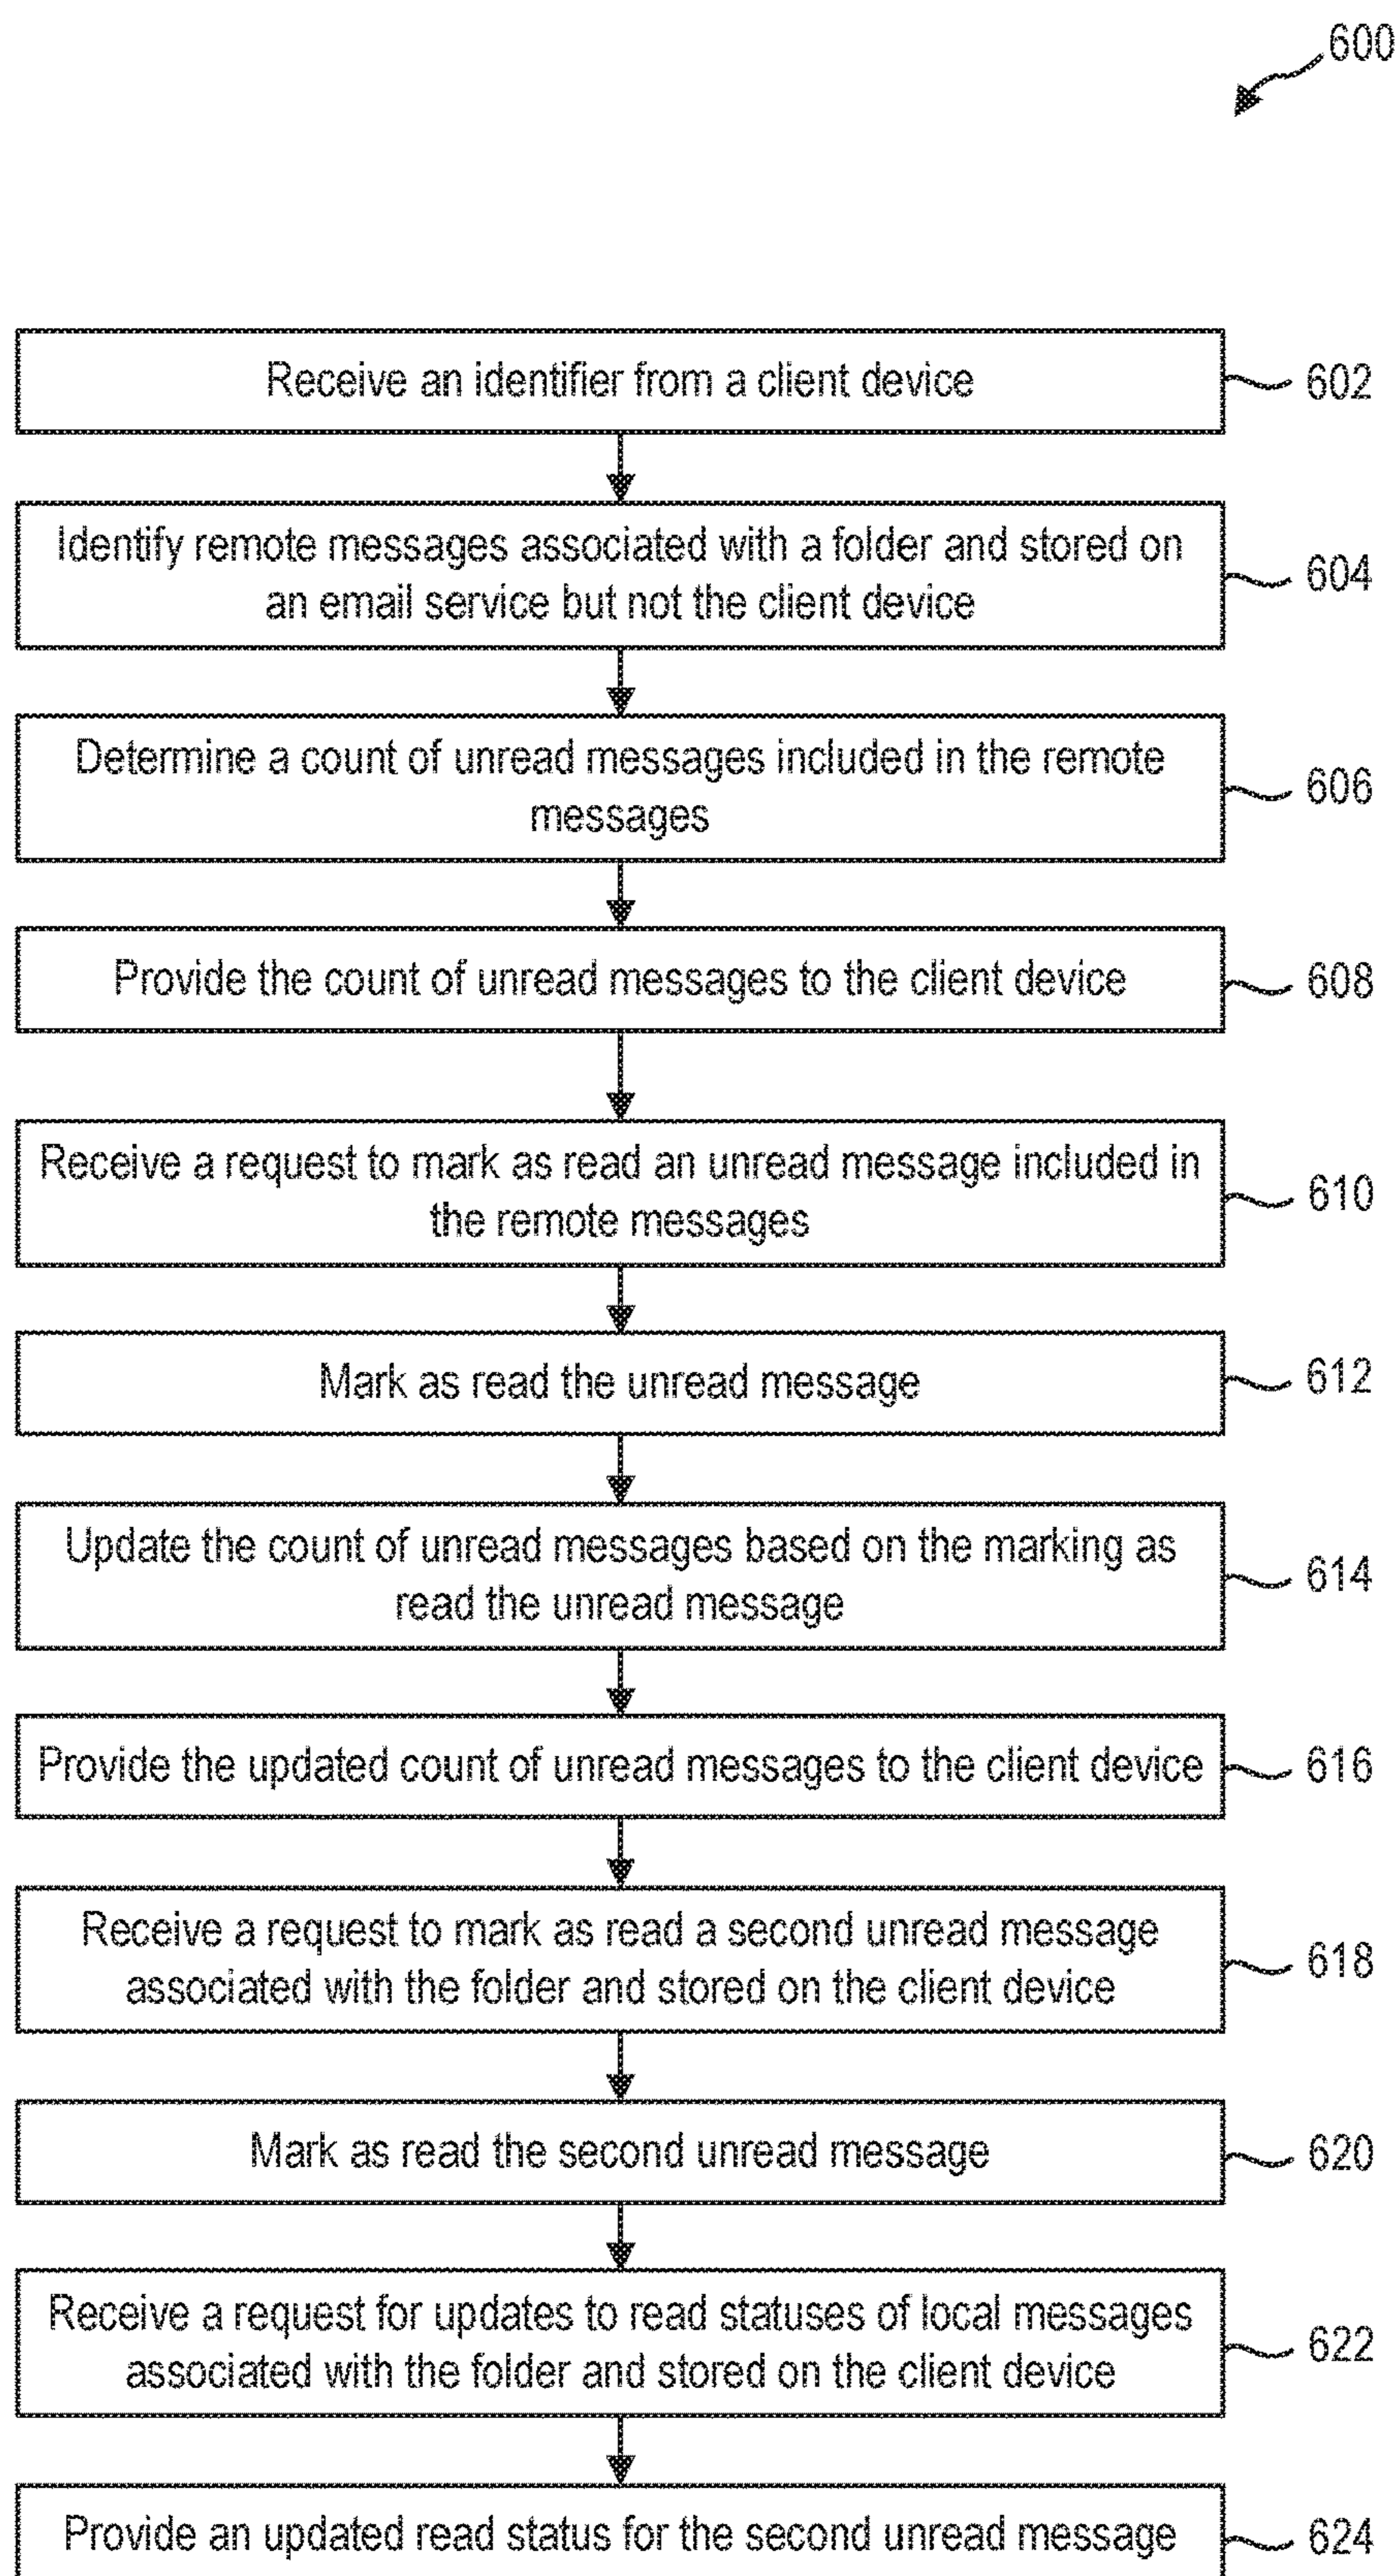 600
Receive an identifier from a client device
602
Identify remote messages associated with a folder and stored on
an email service but not the client device
604
Determine a count of unread messages included in the remote
messages
606
Provide the count of unread messages to the client device
608
Receive a request to mark as read an unread message included in
the remote messages
610
Mark as read the unread message
612
Update the count of unread messages based on the marking as
read the unread message
614
Provide the updated count of unread messages to the client device
616
Receive a request to mark as read a second unread message
associated with the folder and stored on the client device
618
Mark as read the second unread message
620
Receive a request for updates to read statuses of local messages
associated with the folder and stored on the client device
622
Provide an updated read status for the second unread message
624